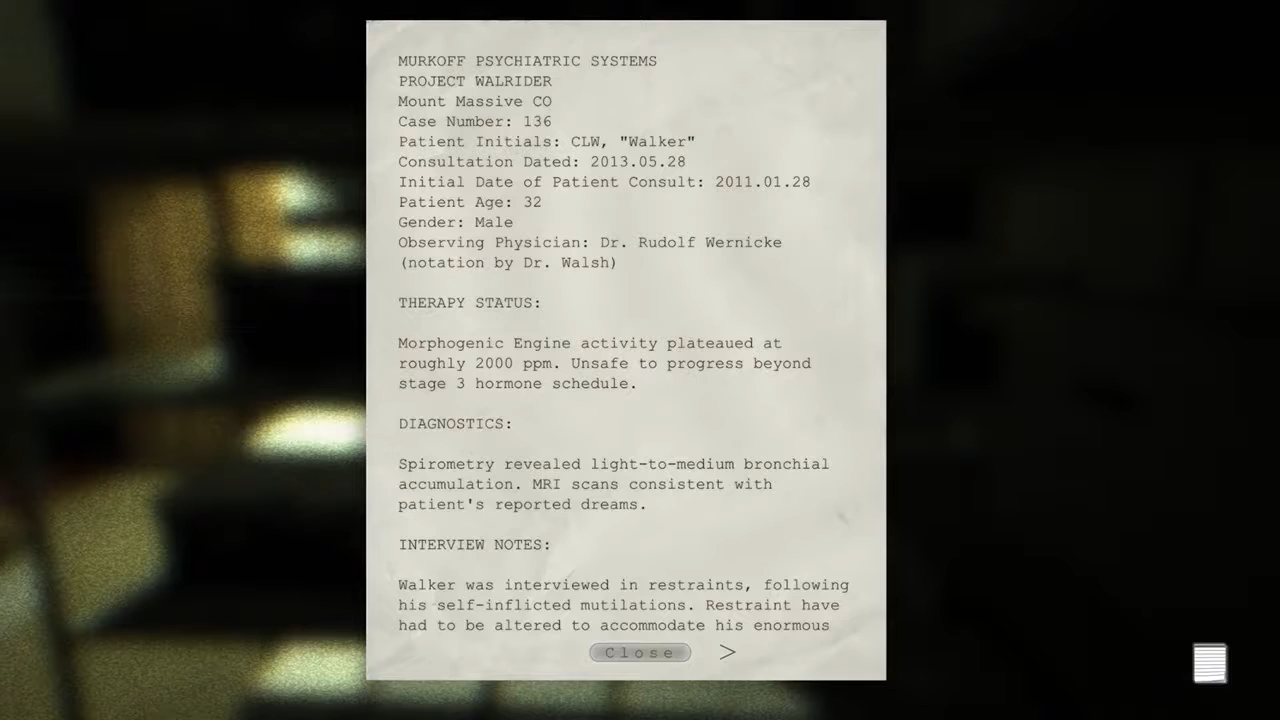 MURKOFF PSYCHIATRIC SYSTEMS
PROJECT WALRIDER
Mount Massive CO
Case Number: 136
Patient Initials: CLW, "Walker"
Consultation Dated: 2013.05.28
Initial Date of Patient Consult: 2011.01.28
Patient Age: 32
Gender: Male
Observing Physician: Dr. Rudolf Wernicke
(notation by Dr. Walsh)
THERAPY STATUS:
Morphogenic Engine activity plateaued at
roughly 2000 ppm. Unsafe to progress beyond
stage 3 hormone schedule.
DIAGNOSTICS:
Spirometry revealed light-to-medium bronchial
accumulation. MRI scans consistent with
patient's reported dreams.
INTERVIEW NOTES:
Walker was interviewed in restraints, following
his self-inflicted mutilations. Restraint have
had to be altered to accommodate his enormous
Close >